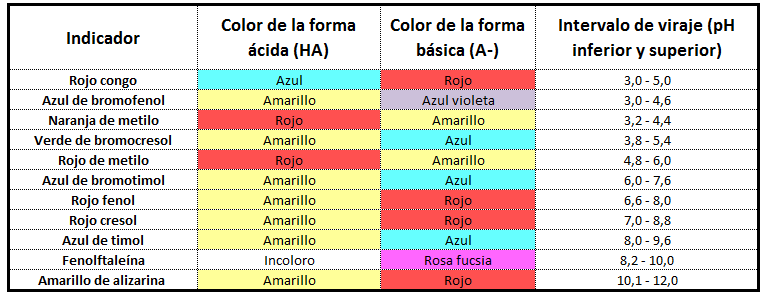 Indicador
Color de la forma
ácida (HA)
Color de la forma
básica (A-)
Intervalo de viraje (pH
inferior y superior)
Rojo congo Azul Rojo 3,0 - 5,0
Azul de bromofenol Amarillo Azul violeta 3,0 - 4,6
Naranja de metilo Rojo Amarillo 3,2 - 4,4
Verde de bromocresol Amarillo Azul 3,8 - 5,4
Rojo de metilo Rojo Amarillo 4,8 - 6,0
Azul de bromotimol Amarillo Azul 6,0 - 7,6
Rojo fenol Amarillo Rojo 6,6 - 8,0
Rojo cresol Amarillo Rojo 7,0 - 8,8
Azul de timol Amarillo Azul 8,0 - 9,6
Fenolftaleína Incoloro Rosa fucsia 8,2 - 10,0
Amarillo de alizarina Amarillo Rojo 10,1 - 12,0